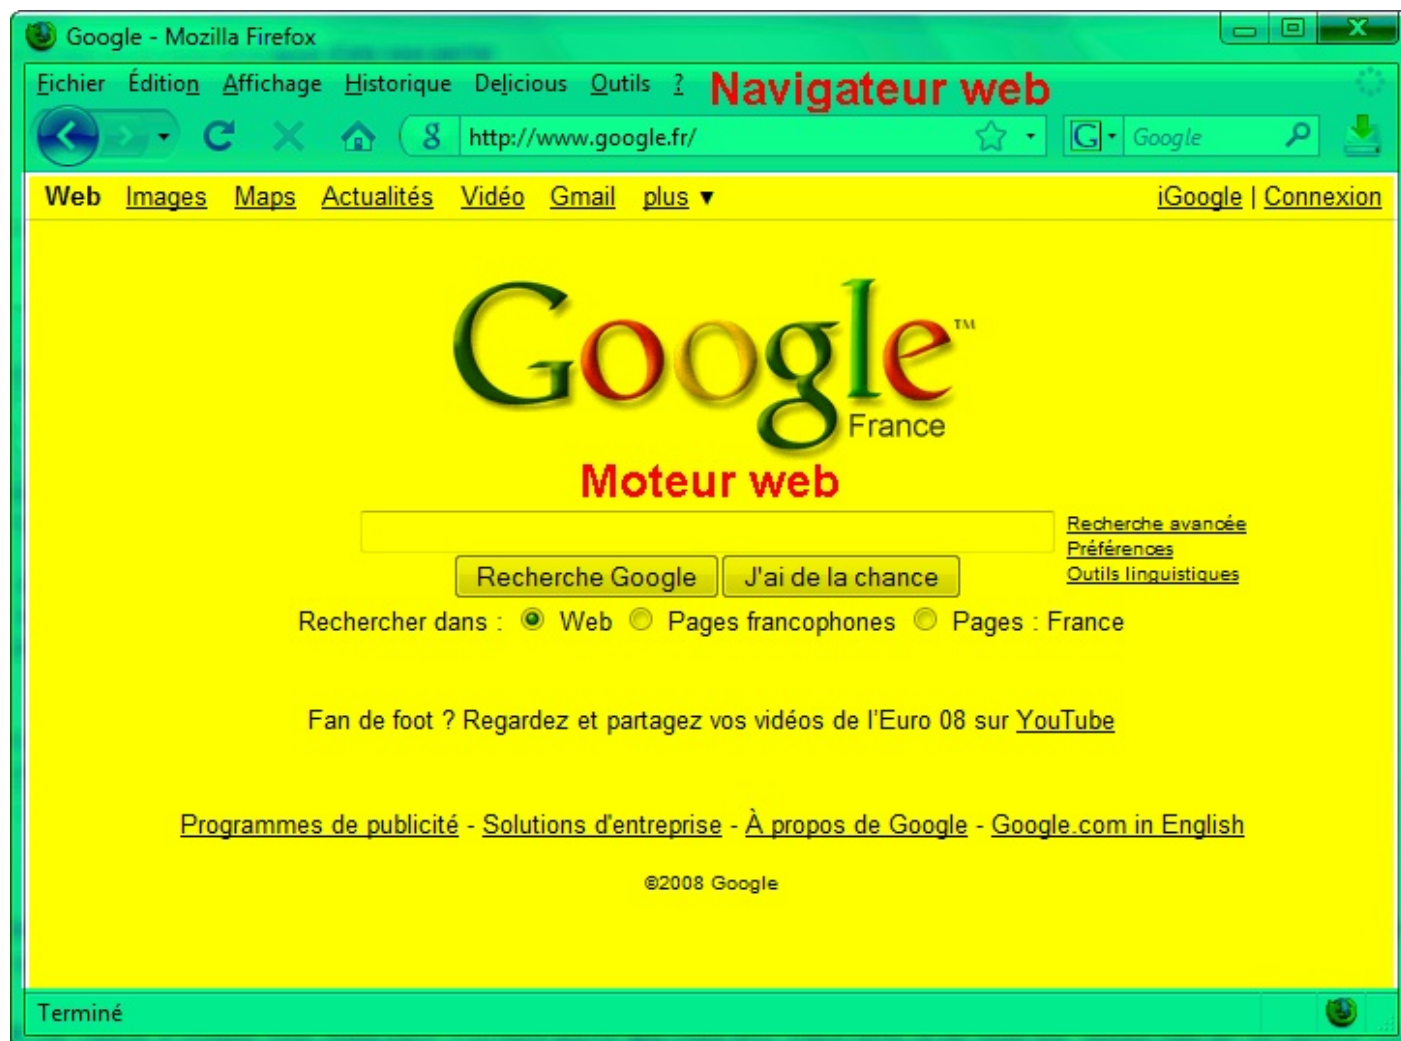 Google - Mozilla Firefox
Fichier Édition Affichage Historique Delicious Outils ? Navigateur web
8 http://www.google.fr/ G Google
Web Images Maps Actualités Vidéo Gmail plus ▼ iGoogle | Connexion
Google™
France
Moteur web
Recherche avancée
Préférences
Recherche Google J'ai de la chance Outils linguistiques
Rechercher dans : Web Pages francophones Pages : France
Fan de foot ? Regardez et partagez vos vidéos de l'Euro 08 sur YouTube
Programmes de publicité - Solutions d'entreprise - À propos de Google - Google.com in English
©2008 Google
Terminé